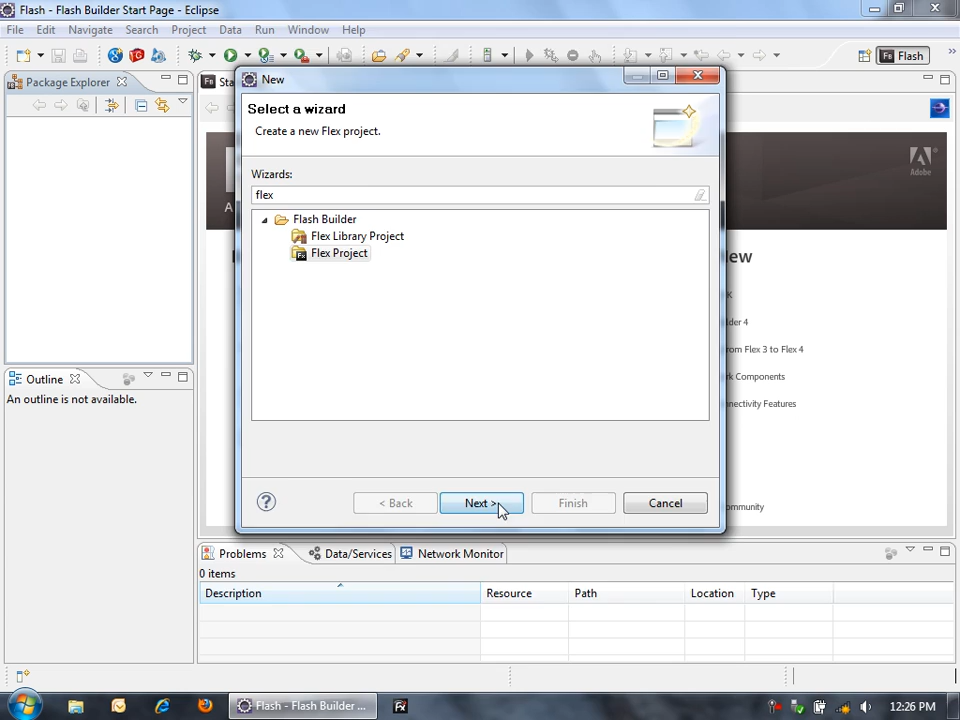 Flash - Flash Builder Start Page - Eclipse
File Edit Navigate Search Project Data Run Window Help
Flash
Package Explorer
New
Select a wizard
Create a new Flex project.
Adobe
Wizards:
flex
Flash Builder
Flex Library Project
Flex Project
ew
K
lder 4
rom Flex 3 to Flex 4
rk Components
nnectivity Features
Outline
An outline is not available.
< Back
Next >
Finish
Cancel
mmunity
Problems
Data/Services
Network Monitor
0 items
Description Resource Path Location Type
Flash - Flash Builder ...
12:26 PM